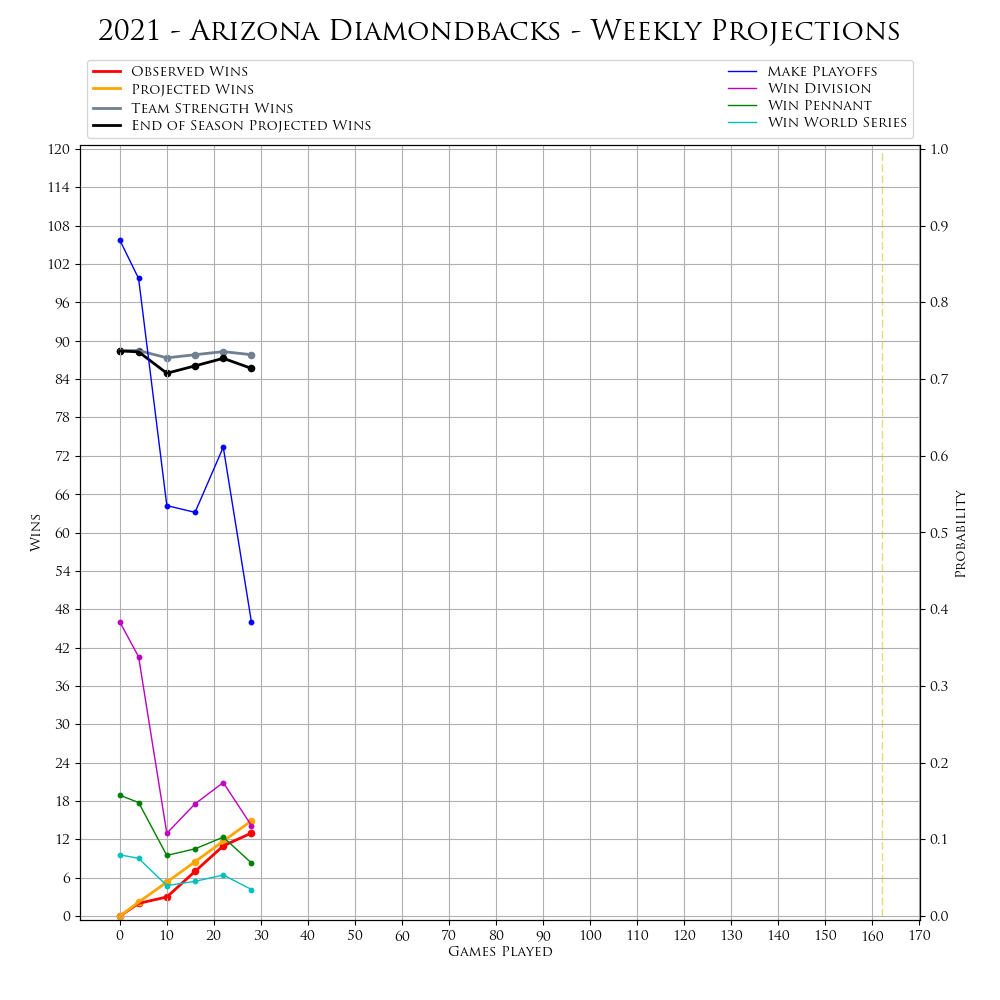 2021 - Arizona Diamondbacks - Weekly Projections
Observed Wins
Projected Wins
Team Strength Wins
End of Season Projected Wins
Make Playoffs
Win Division
Win Pennant
Win World Series
120
114
108
102
96
90
84
78
72
66
60
54
48
42
36
30
24
18
12
6
0
Wins
1.0
0.9
0.8
0.7
0.6
0.5
0.4
0.3
0.2
0.1
0.0
Probability
0 10 20 30 40 50 60 70 80 90 100 110 120 130 140 150 160 170
Games Played